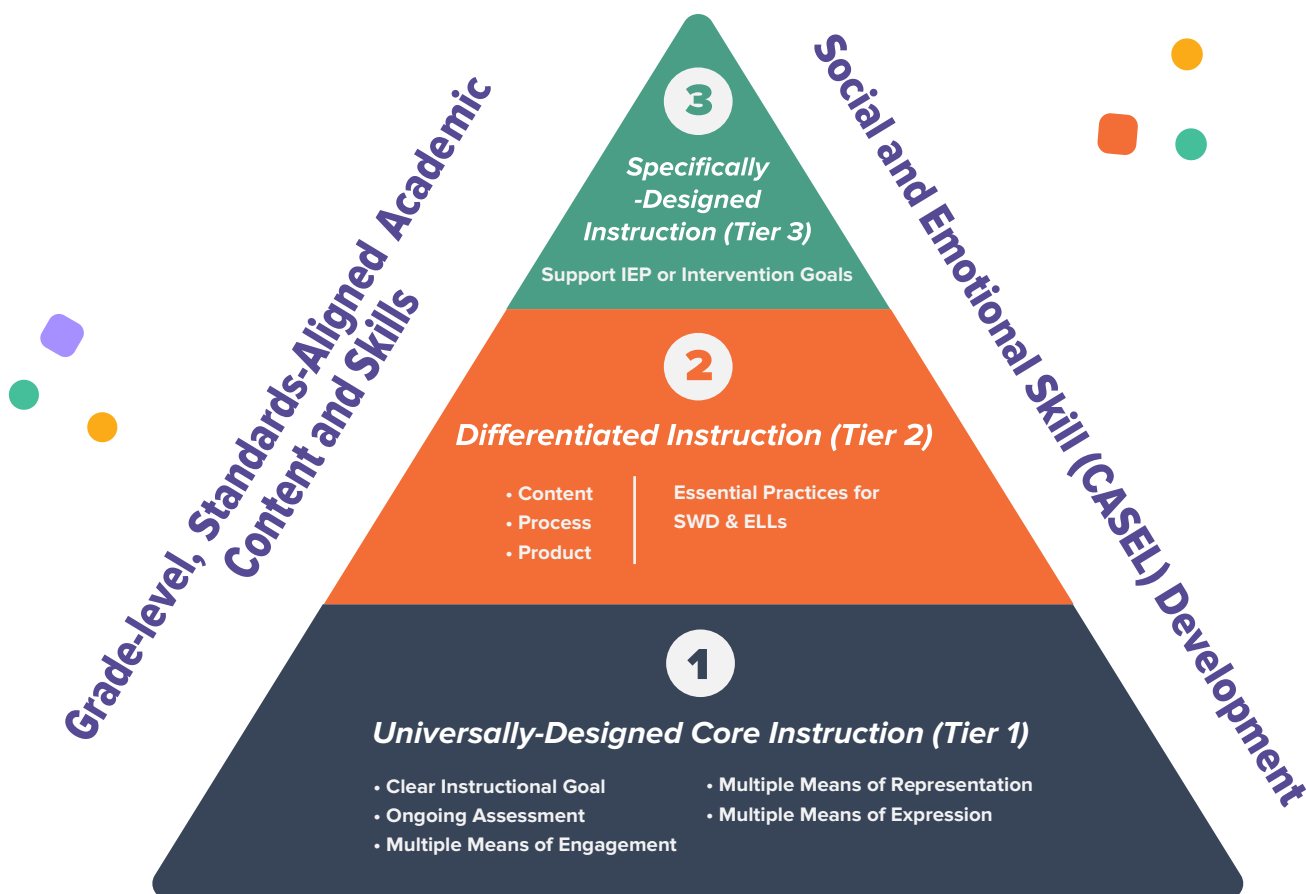 Grade-level, Standards-Aligned Academic
Content and Skills
Social and Emotional Skill (CASEL) Development
3
Specifically
-Designed
Instruction (Tier 3)
Support IEP or Intervention Goals
2
Differentiated Instruction (Tier 2)
• Content
• Process
• Product
Essential Practices for
SWD & ELLs
1
Universally-Designed Core Instruction (Tier 1)
• Clear Instructional Goal
• Ongoing Assessment
• Multiple Means of Engagement
• Multiple Means of Representation
• Multiple Means of Expression